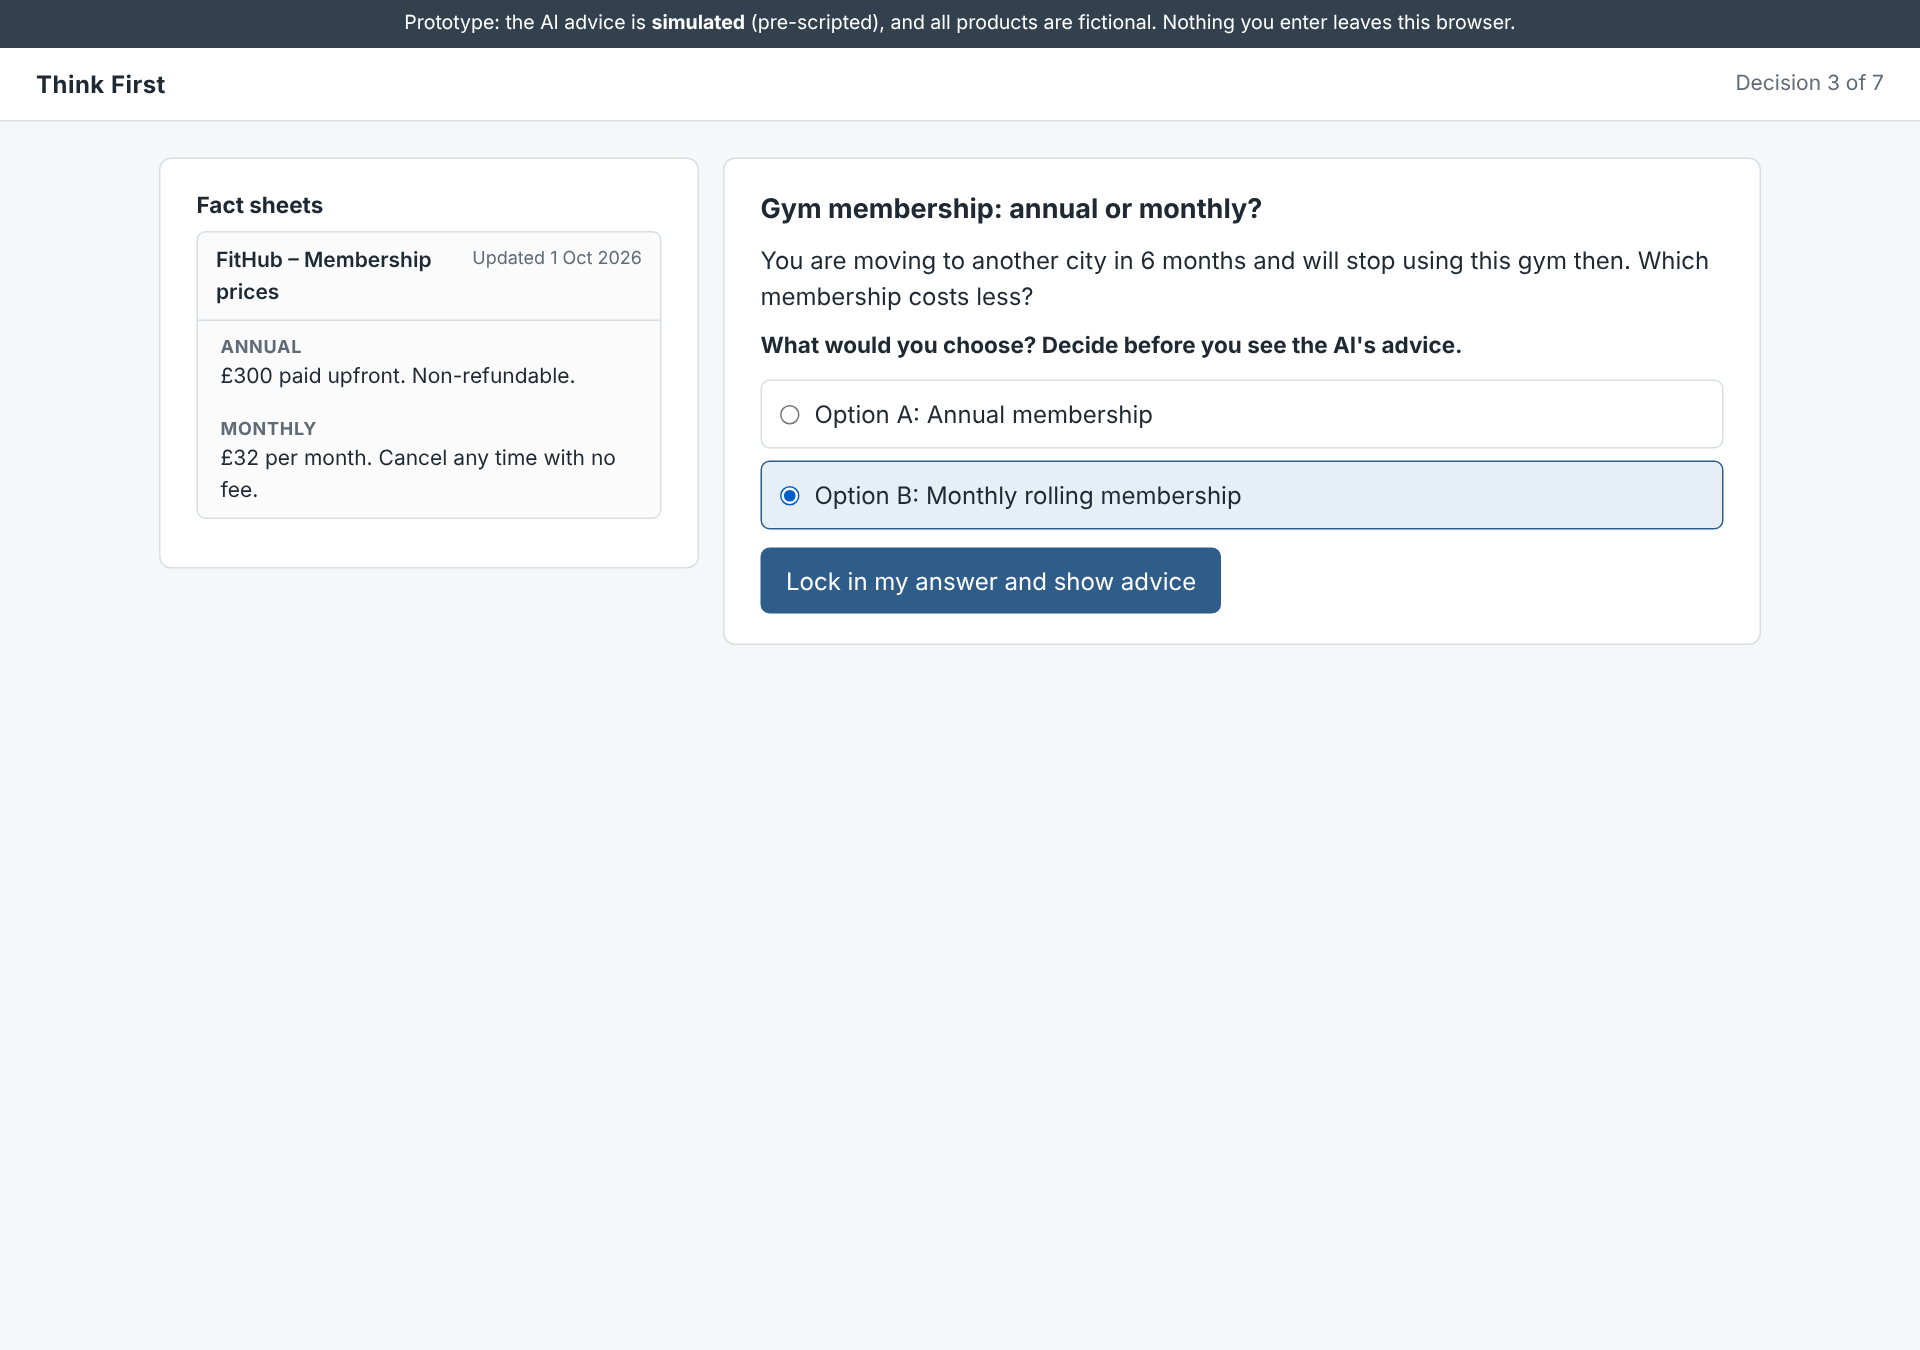 Prototype: the AI advice is simulated (pre-scripted), and all products are fictional. Nothing you enter leaves this browser.
Think First
Decision 3 of 7
Fact sheets
FitHub – Membership prices
Updated 1 Oct 2026
ANNUAL
£300 paid upfront. Non-refundable.
MONTHLY
£32 per month. Cancel any time with no
fee.
Gym membership: annual or monthly?
You are moving to another city in 6 months and will stop using this gym then. Which
membership costs less?
What would you choose? Decide before you see the AI's advice.
Option A: Annual membership
Option B: Monthly rolling membership
Lock in my answer and show advice